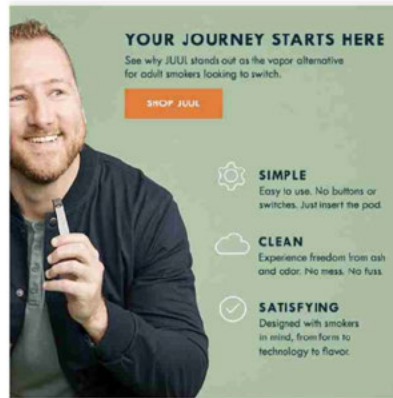 YOUR JOURNEY STARTS HERE
See why JUUL stands out as the vapor alternative
for adult smokers looking to switch.
SHOP JUUL
SIMPLE
Easy to use. No buttons or
switches. Just insert the pod.
CLEAN
Experience freedom from ash
and odor. No mess. No fuss.
SATISFYING
Designed with smokers
in mind, from form to
technology to flavor.